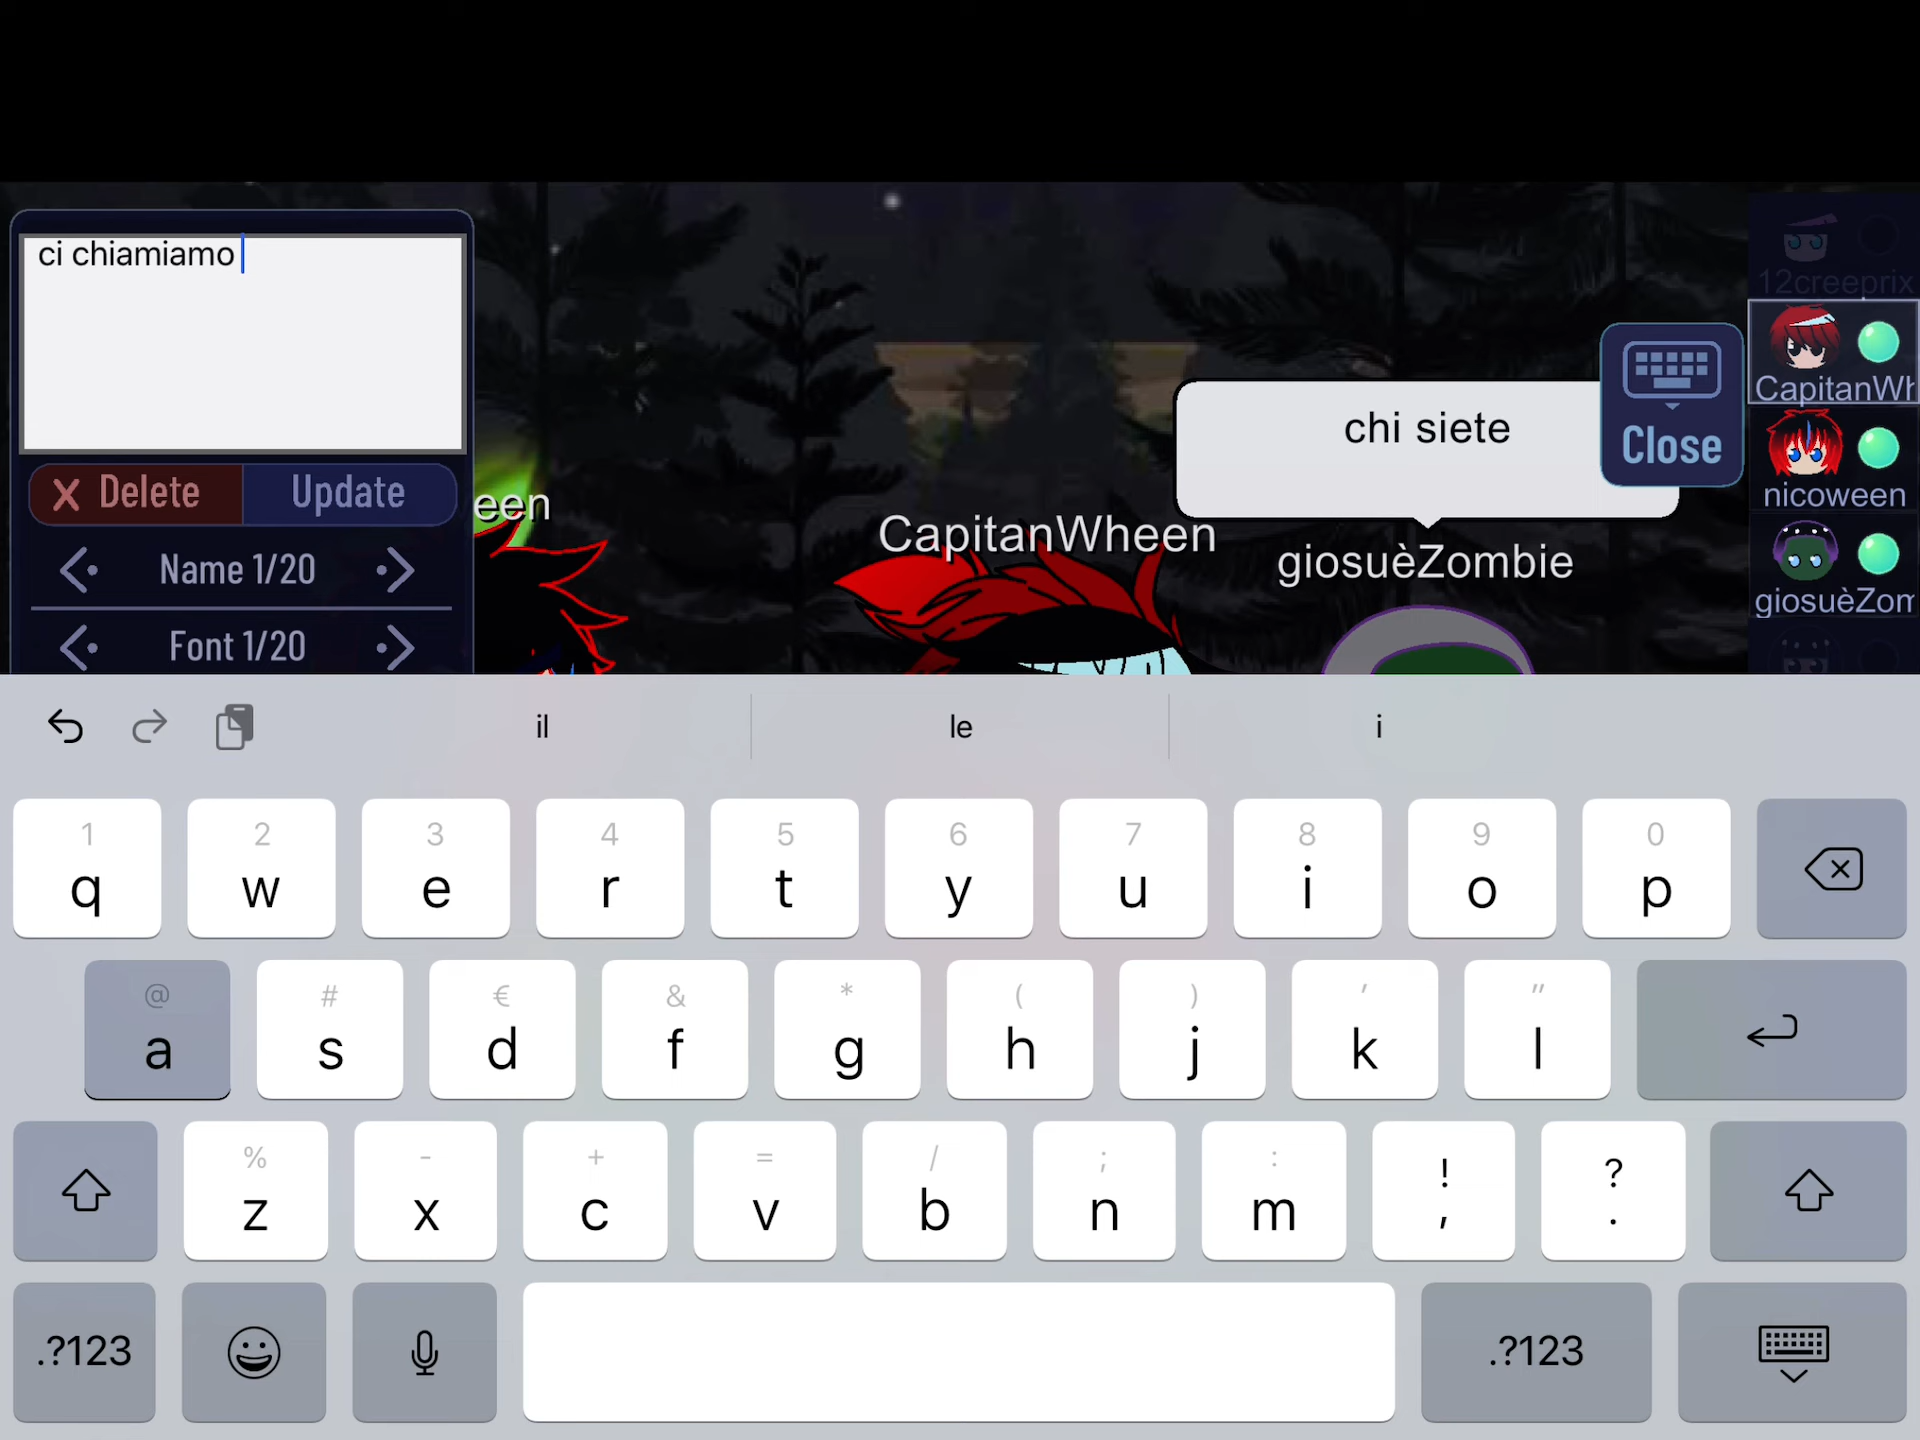 ci chiamiamo
X Delete
Update
Name 1/20
Font 1/20
een
CapitanWheen
chi siete
giosuèZombie
Close
12creeprix
CapitanWh
nicoween
giosuèZom
il
le
i
1 2 3 4 5 6 7 8 9 0
q w e r t y u i o p
@ # € & * ( ) ' "
a s d f g h j k l
% - + = / ; : ! ?
z x c v b n m , .
.?123
.?123